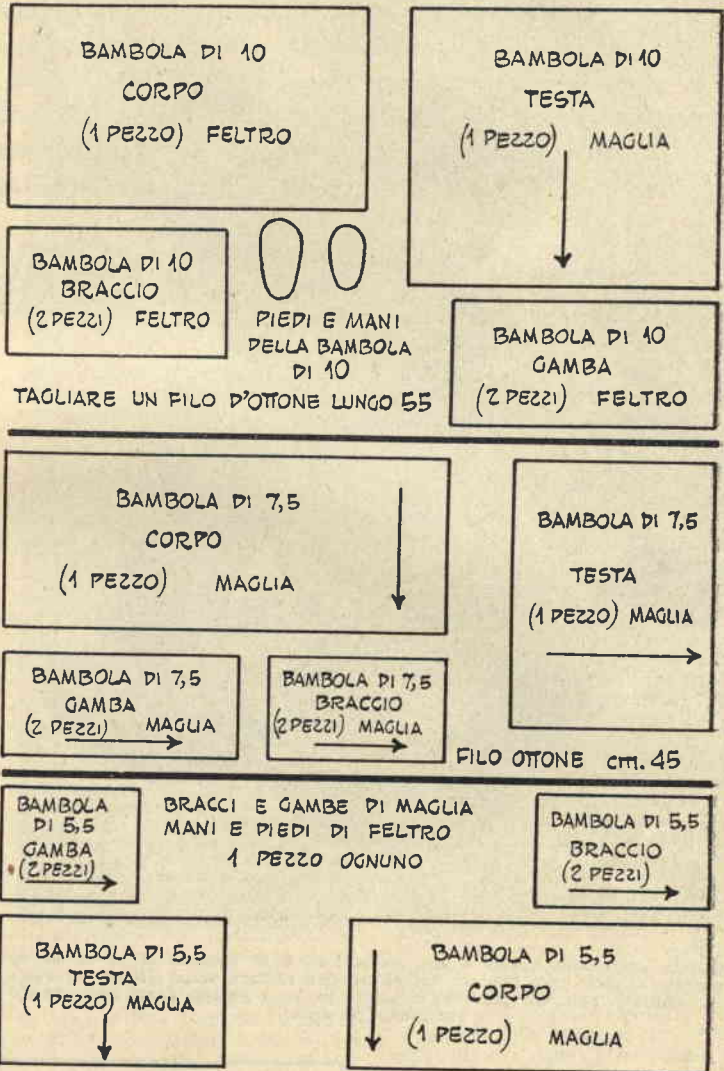 BAMBOLA DI 10
CORPO
(1 PEZZO) FELTRO
BAMBOLA DI 10
TESTA
(1 PEZZO) MAGLIA
BAMBOLA DI 10
BRACCIO
(2 PEZZI) FELTRO
PIEDI E MANI
DELLA BAMBOLA
DI 10
BAMBOLA DI 10
GAMBA
(2 PEZZI) FELTRO
TAGLIARE UN FILO D'OTTONE LUNGO 55
BAMBOLA DI 7,5
CORPO
(1 PEZZO) MAGLIA
BAMBOLA DI 7,5
TESTA
(1 PEZZO) MAGLIA
BAMBOLA DI 7,5
GAMBA
(2 PEZZI) MAGLIA
BAMBOLA DI 7,5
BRACCIO
(2 PEZZI) MAGLIA
FILO OTTONE cm. 45
BAMBOLA
DI 5,5
GAMBA
(2 PEZZI)
BRACCI E GAMBE DI MAGLIA
MANI E PIEDI DI FELTRO
1 PEZZO OGNUNO
BAMBOLA DI 5,5
BRACCIO
(2 PEZZI)
BAMBOLA DI 5,5
TESTA
(1 PEZZO) MAGLIA
BAMBOLA DI 5,5
CORPO
(1 PEZZO) MAGLIA